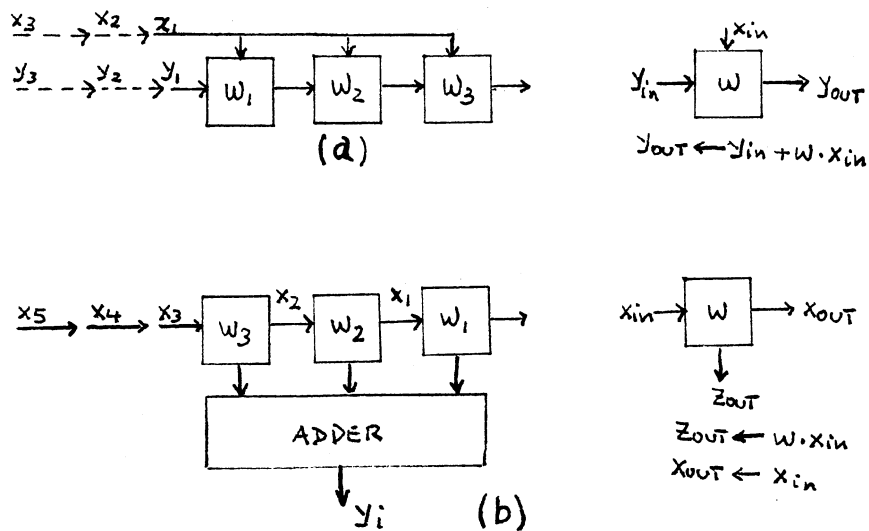 x₃ x₂ x₁
y₃ y₂ y₁ W₁ W₂ W₃
(a)
xin
yin W yOUT
yOUT ← yin + W · xin
x₅ x₄ x₃ W₃ x₂ W₂ x₁ W₁
ADDER
yi
(b)
xin W xOUT
ZOUT
ZOUT ← W · xin
xOUT ← xin